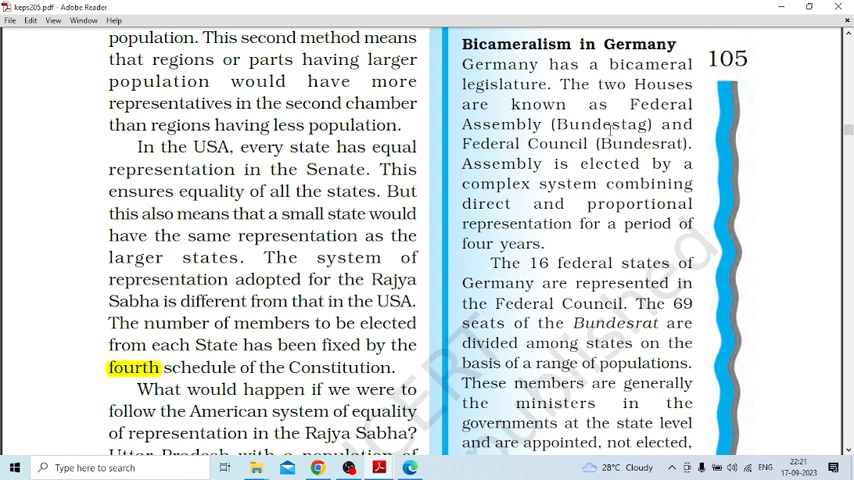 keps205.pdf - Adobe Reader
File Edit View Window Help
population. This second method means
that regions or parts having larger
population would have more
representatives in the second chamber
than regions having less population.
In the USA, every state has equal
representation in the Senate. This
ensures equality of all the states. But
this also means that a small state would
have the same representation as the
larger states. The system of
representation adopted for the Rajya
Sabha is different from that in the USA.
The number of members to be elected
from each State has been fixed by the
fourth schedule of the Constitution.
What would happen if we were to
follow the American system of equality
of representation in the Rajya Sabha?
Uttar Pradesh with a population of
Bicameralism in Germany
Germany has a bicameral
legislature. The two Houses
are known as Federal
Assembly (Bundestag) and
Federal Council (Bundesrat).
Assembly is elected by a
complex system combining
direct and proportional
representation for a period of
four years.
The 16 federal states of
Germany are represented in
the Federal Council. The 69
seats of the Bundesrat are
divided among states on the
basis of a range of populations.
These members are generally
the ministers in the
governments at the state level
and are appointed, not elected,
105
NCERT
published
Type here to search
28°C Cloudy
ENG
22:21
17-09-2023